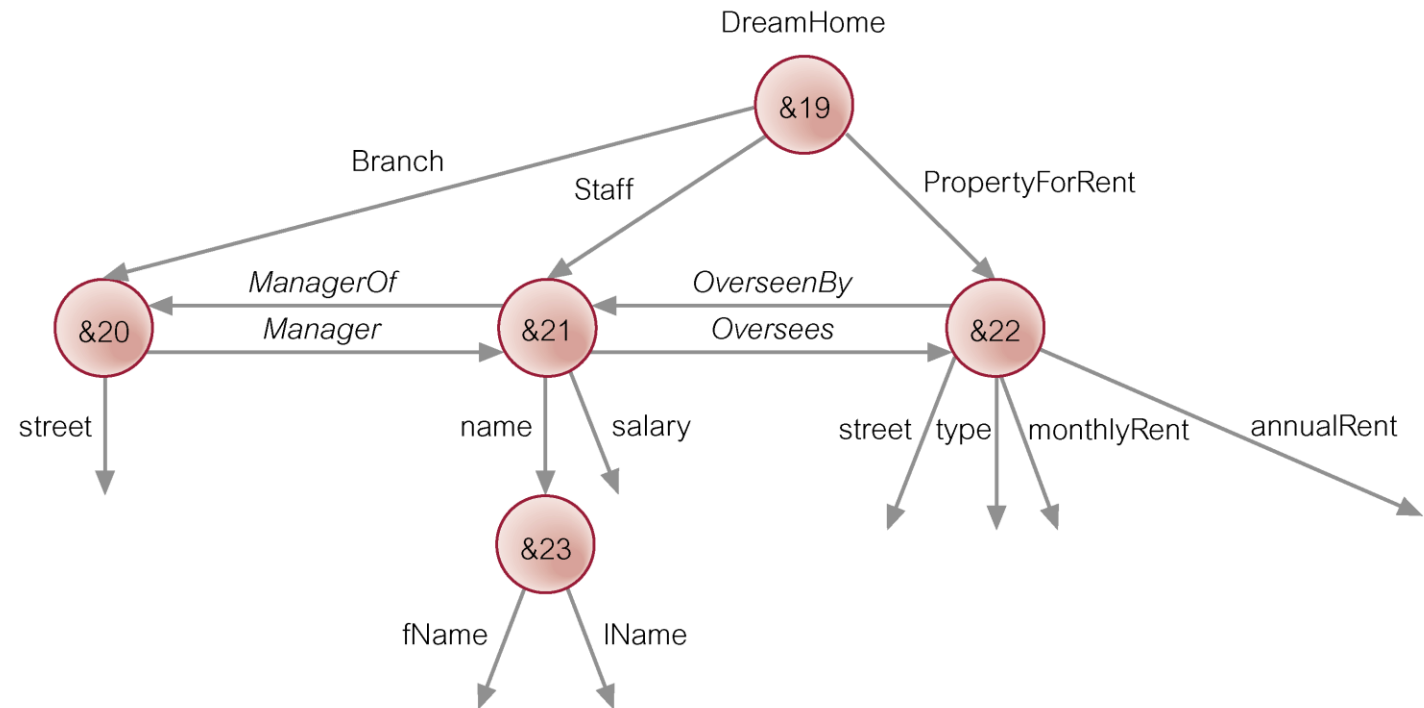 DreamHome
&19
Branch
Staff
PropertyForRent
ManagerOf
OverseenBy
&20
Manager
&21
Oversees
&22
street
name
salary
street
type
monthlyRent
annualRent
&23
fName
lName